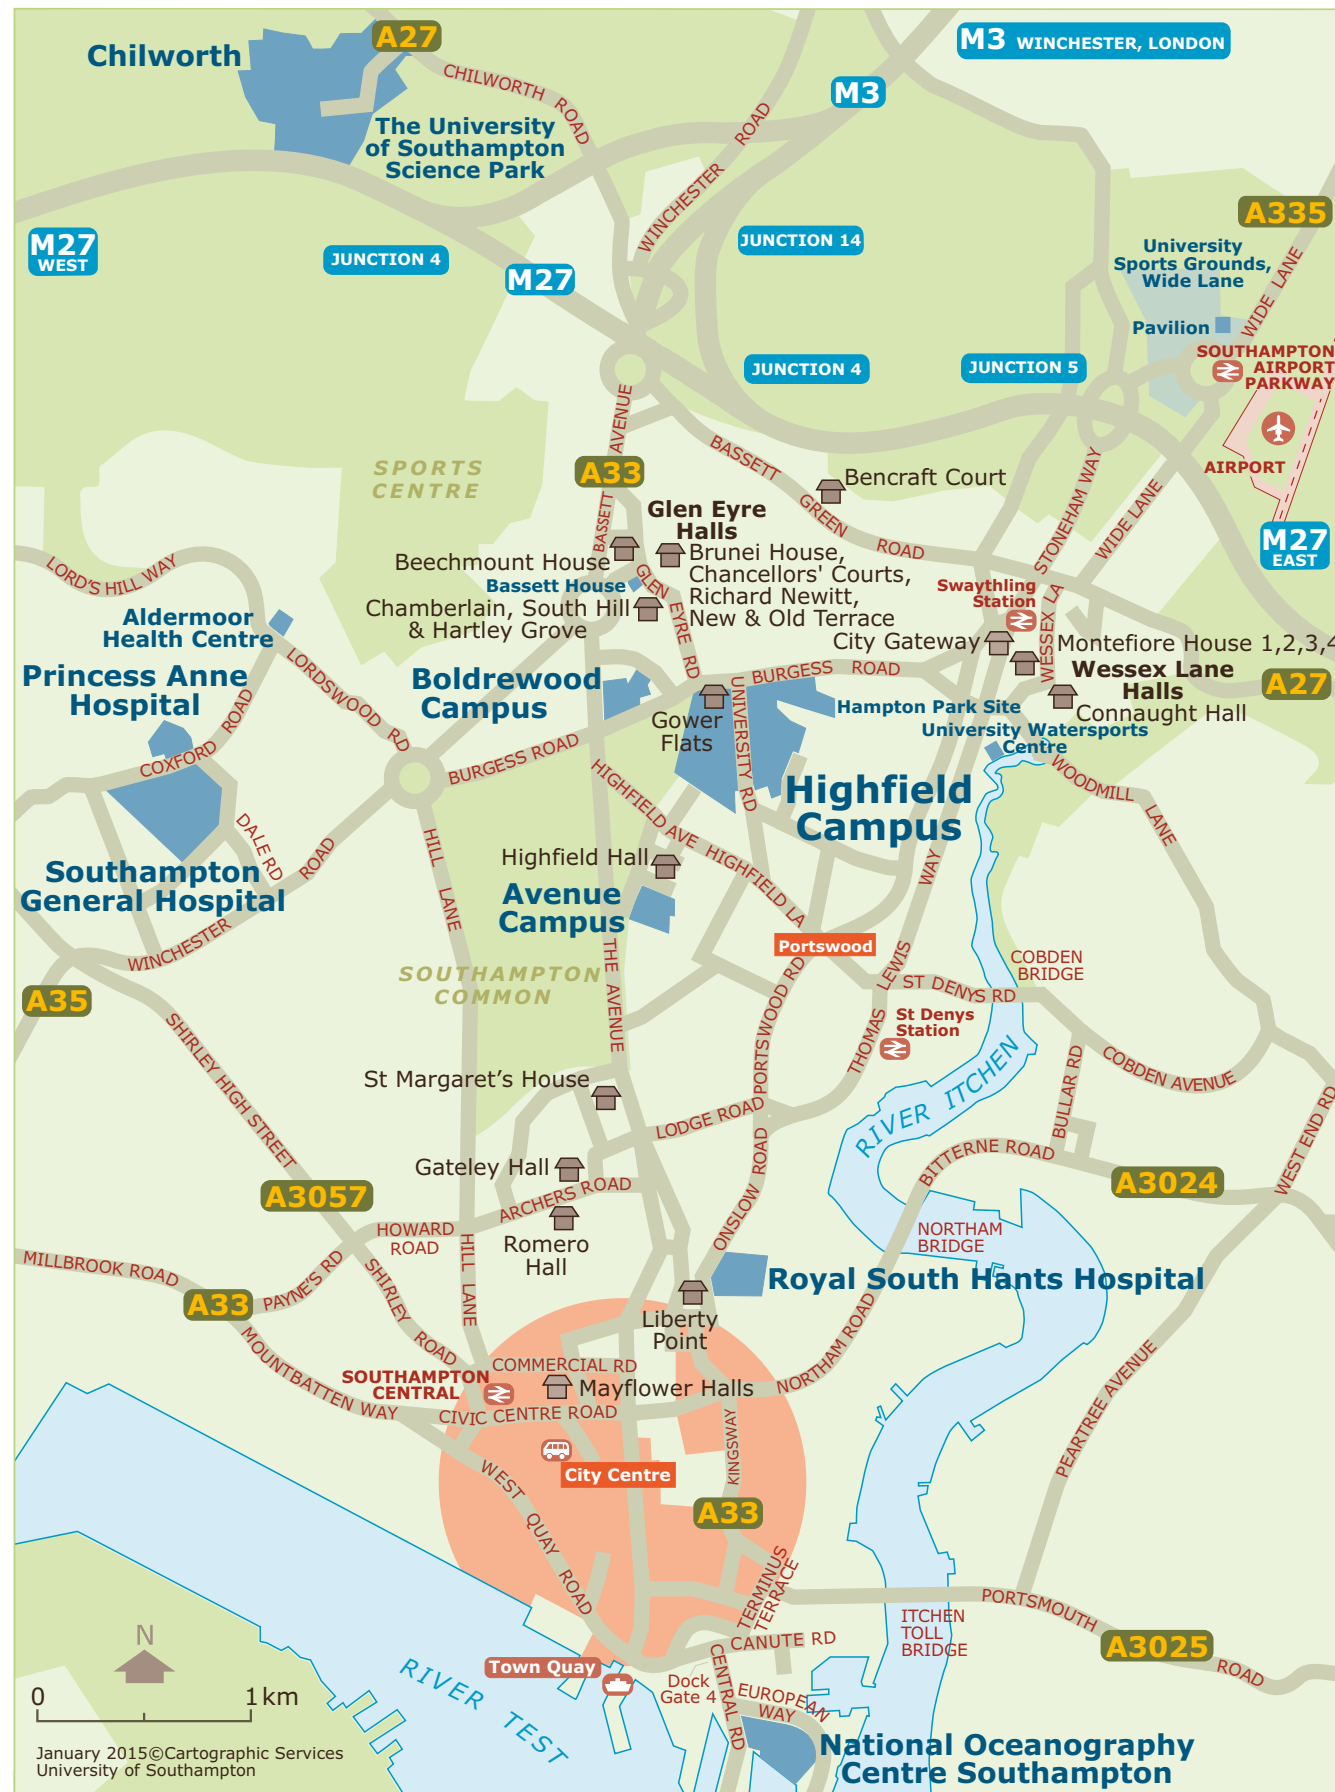 Chilworth
A27
M3 WINCHESTER, LONDON
CHILWORTH ROAD
M3
The University
of Southampton
Science Park
WINCHESTER ROAD
A335
M27
WEST
JUNCTION 4
M27
JUNCTION 14
University
Sports Grounds,
Wide Lane
WIDE LANE
Pavilion
SOUTHAMPTON
AIRPORT
PARKWAY
JUNCTION 4
JUNCTION 5
AIRPORT
SPORTS
CENTRE
A33
BASSETT AVENUE
BASSETT GREEN ROAD
Bencraft Court
STONEHAM WAY
WIDE LANE
M27
EAST
Glen Eyre
Halls
Beechmount House
Brunei House,
Chancellors' Courts,
Richard Newitt,
New & Old Terrace
Bassett House
GLEN EYRE RD
Chamberlain, South Hill
& Hartley Grove
LORD'S HILL WAY
Aldermoor
Health Centre
Swaythling
Station
WESSEX LA
City Gateway
Montefiore House 1,2,3,4
Wessex Lane
Halls
Connaught Hall
A27
Princess Anne
Hospital
LORDSWOOD RD
COXFORD ROAD
Boldrewood
Campus
BURGESS ROAD
Gower
Flats
UNIVERSITY RD
Hampton Park Site
University Watersports
Centre
BURGESS ROAD
HIGHFIELD AVE
HIGHFIELD LA
Highfield
Campus
WOODMILL LANE
DALE RD
Southampton
General Hospital
WINCHESTER ROAD
HILL LANE
Highfield Hall
Avenue
Campus
Portswood
THE AVENUE
SOUTHAMPTON
COMMON
THOMAS LEWIS WAY
COBDEN
BRIDGE
ST DENYS RD
St Denys
Station
A35
SHIRLEY HIGH STREET
PORTSWOOD RD
RIVER ITCHEN
BULLAR RD
COBDEN AVENUE
WEST END RD
St Margaret’s House
LODGE ROAD
BITTERNE ROAD
A3024
Gateley Hall
A3057
ARCHERS ROAD
HOWARD
ROAD
ONSLOW ROAD
NORTHAM
BRIDGE
Romero
Hall
MILLBROOK ROAD
A33
PAYNE'S RD
SHIRLEY ROAD
HILL LANE
Royal South Hants Hospital
Liberty
Point
NORTHAM ROAD
MOUNTBATTEN WAY
SOUTHAMPTON
CENTRAL
COMMERCIAL RD
Mayflower Halls
CIVIC CENTRE ROAD
KINGSWAY
PEARTREE AVENUE
City Centre
WEST QUAY ROAD
A33
TERMINUS
TERRACE
PORTSMOUTH ROAD
ITCHEN
TOLL
BRIDGE
A3025
CANUTE RD
Town Quay
Dock
Gate 4
CENTRAL RD
EUROPEAN
WAY
RIVER TEST
N
0 1km
National Oceanography
Centre Southampton
January 2015©Cartographic Services
University of Southampton